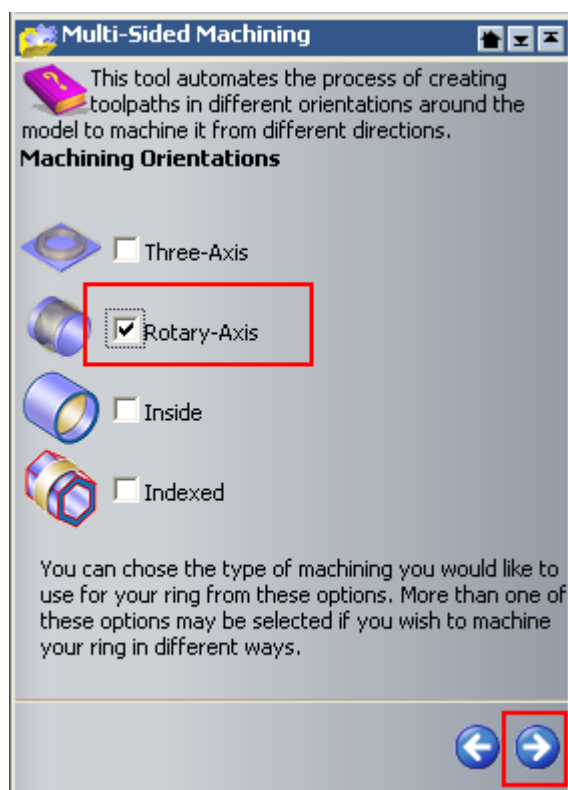 Multi-Sided Machining
This tool automates the process of creating
toolpaths in different orientations around the
model to machine it from different directions.
Machining Orientations
Three-Axis
Rotary-Axis
Inside
Indexed
You can chose the type of machining you would like to
use for your ring from these options. More than one of
these options may be selected if you wish to machine
your ring in different ways.